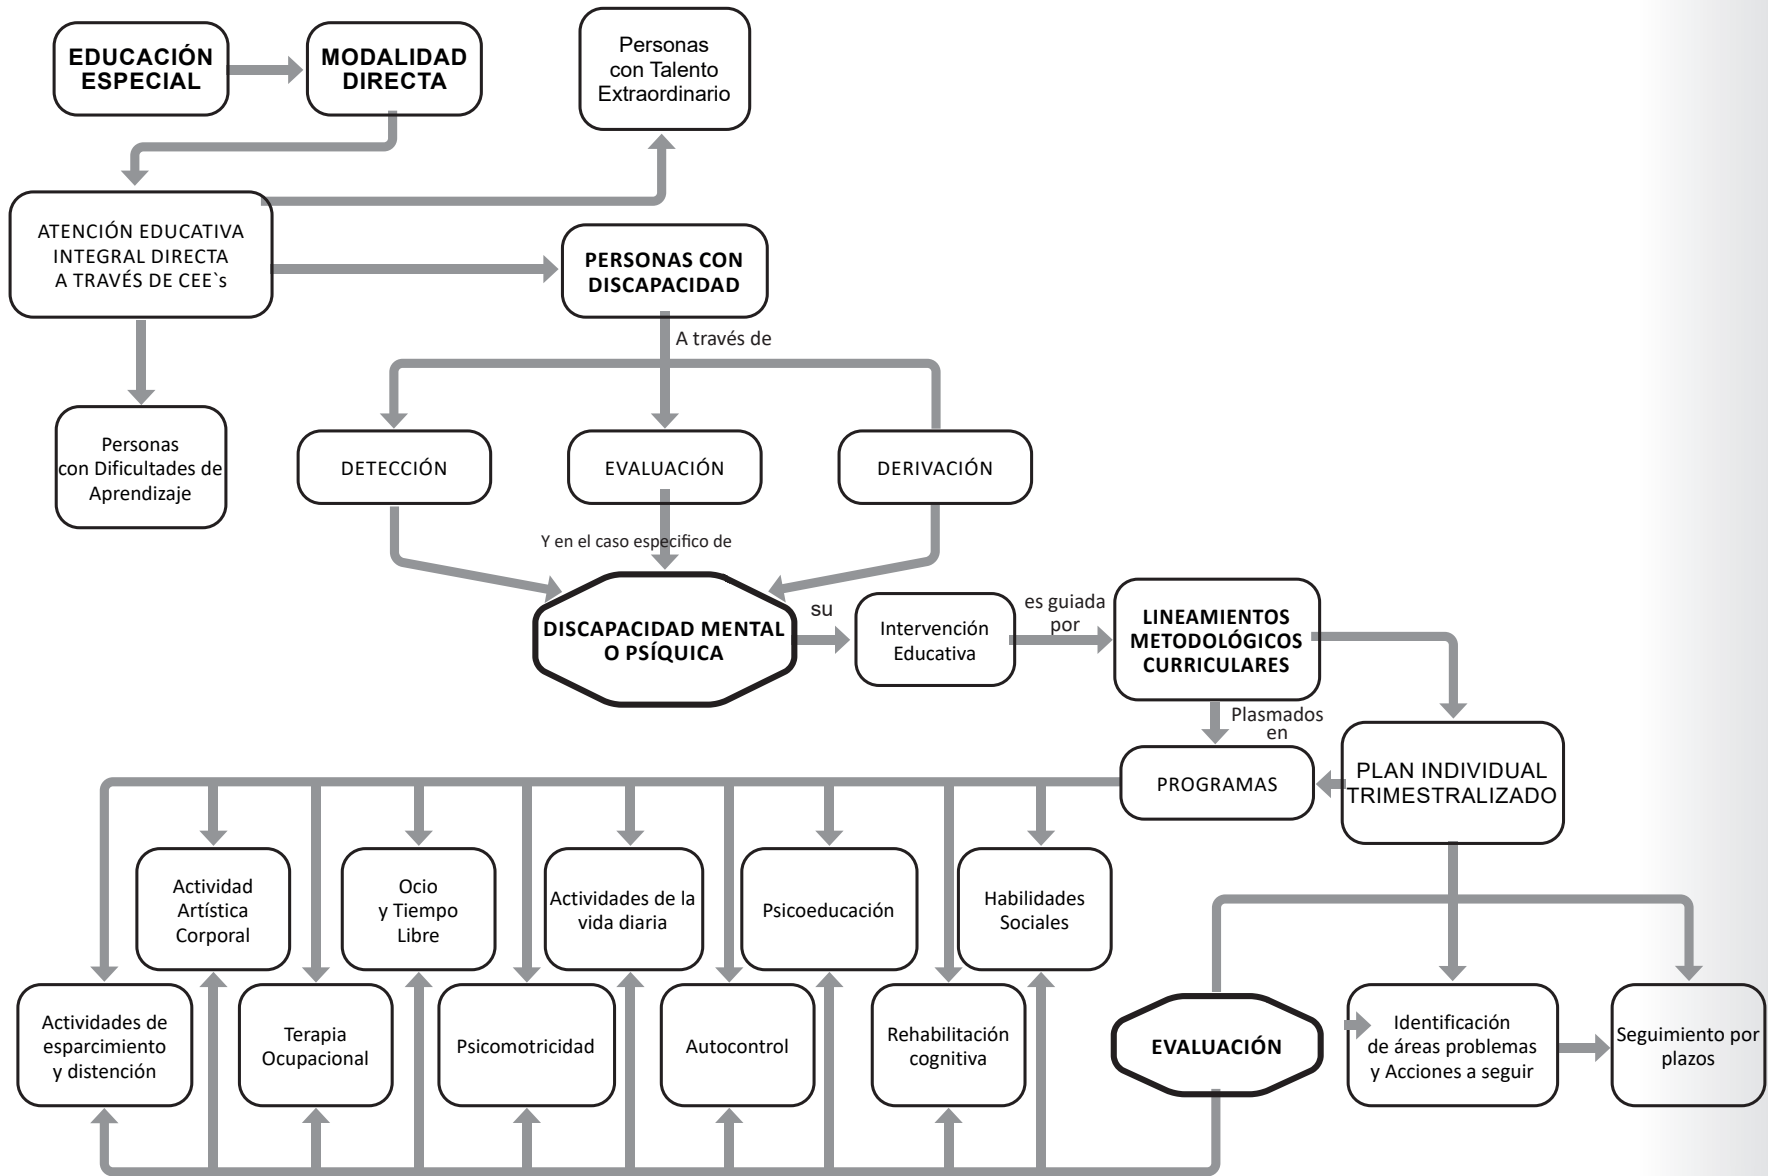 EDUCACIÓN
ESPECIAL
MODALIDAD
DIRECTA
Personas
con Talento
Extraordinario
ATENCIÓN EDUCATIVA
INTEGRAL DIRECTA
A TRAVÉS DE CEE`s
PERSONAS CON
DISCAPACIDAD
A través de
Personas
con Dificultades de
Aprendizaje
DETECCIÓN
EVALUACIÓN
DERIVACIÓN
Y en el caso especifico de
DISCAPACIDAD MENTAL
O PSÍQUICA
su
Intervención
Educativa
es guiada
por
LINEAMIENTOS
METODOLÓGICOS
CURRICULARES
Plasmados
en
PROGRAMAS
PLAN INDIVIDUAL
TRIMESTRALIZADO
Actividad
Artística
Corporal
Ocio
y Tiempo
Libre
Actividades de la
vida diaria
Psicoeducación
Habilidades
Sociales
Actividades de
esparcimiento
y distención
Terapia
Ocupacional
Psicomotricidad
Autocontrol
Rehabilitación
cognitiva
EVALUACIÓN
Identificación
de áreas problemas
y Acciones a seguir
Seguimiento por
plazos